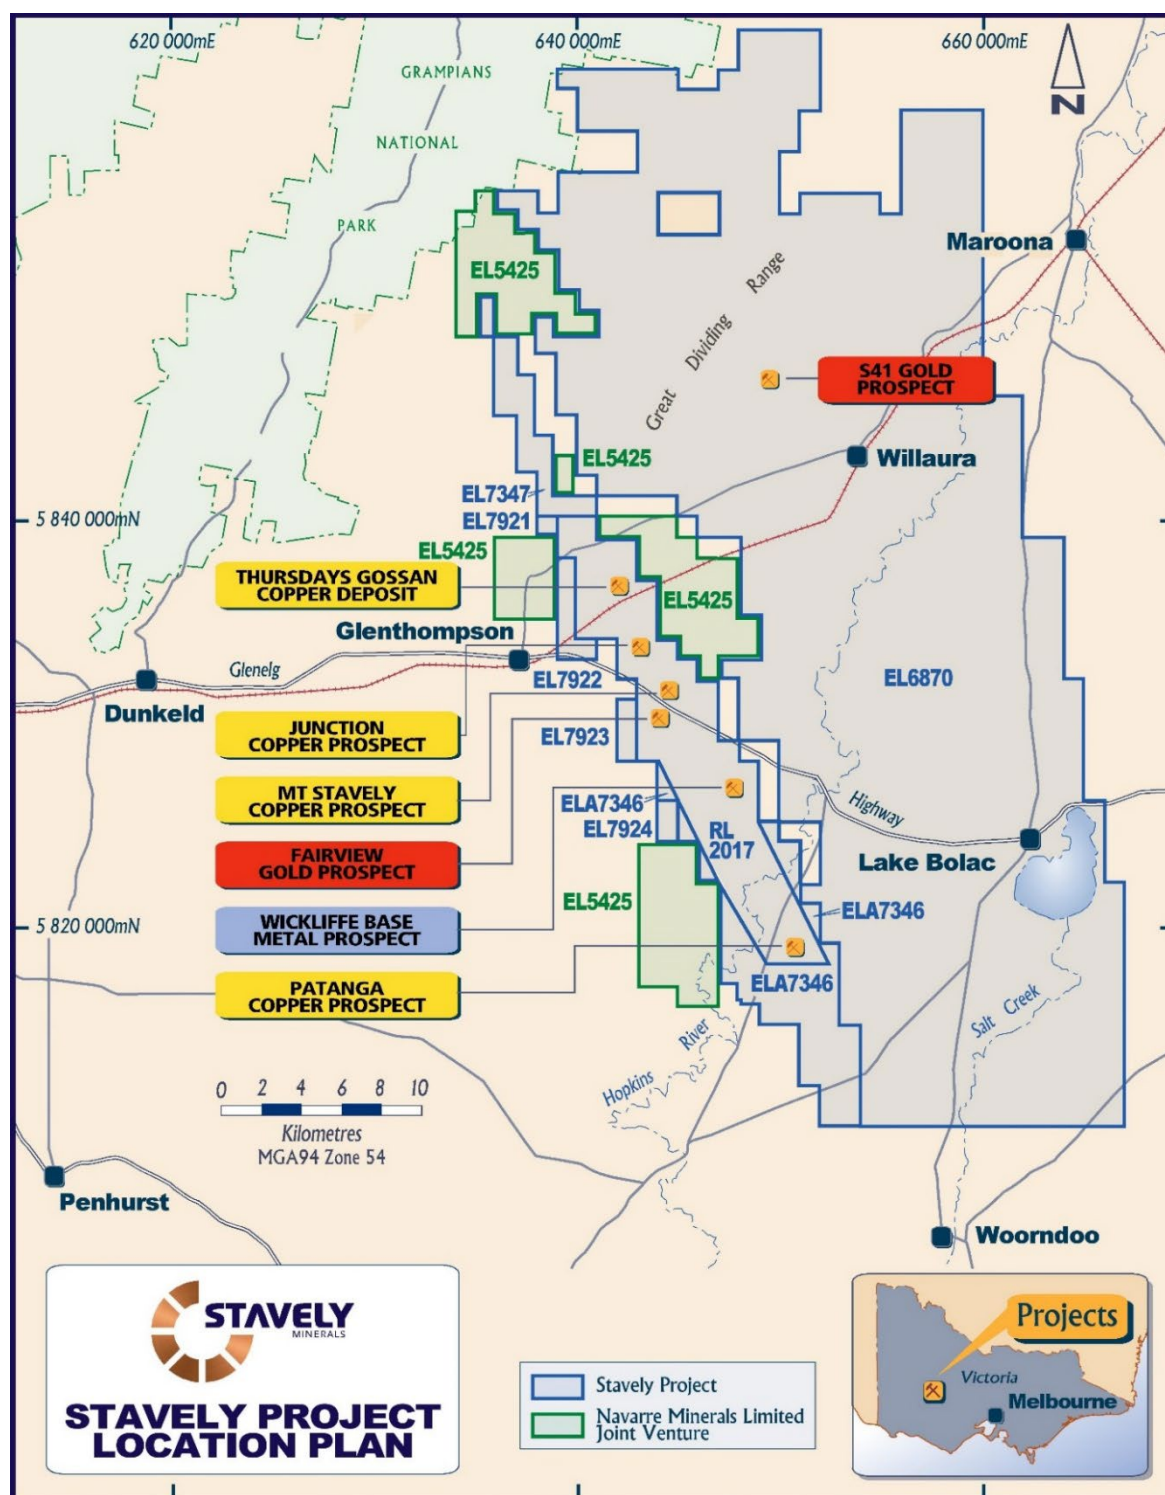 620 000mE
640 000mE
660 000mE
GRAMPIANS
NATIONAL
PARK
N
Maroona
EL5425
Great Dividing Range
S41 GOLD
PROSPECT
EL5425
Willaura
EL7347
5 840 000mN
EL7921
EL5425
THURSDAYS GOSSAN
COPPER DEPOSIT
EL5425
Glenthompson
Glenelg
EL7922
EL6870
Dunkeld
JUNCTION
COPPER PROSPECT
EL7923
MT STAVELY
COPPER PROSPECT
ELA7346
Highway
EL7924
RL
2017
FAIRVIEW
GOLD PROSPECT
Lake Bolac
EL5425
ELA7346
WICKLIFFE BASE
METAL PROSPECT
5 820 000mN
PATANGA
COPPER PROSPECT
ELA7346
Salt Creek
Hopkins River
0 2 4 6 8 10
Kilometres
MGA94 Zone 54
Penhurst
Woorndoo
STAVELY
MINERALS
STAVELY PROJECT
LOCATION PLAN
Stavely Project
Navarre Minerals Limited
Joint Venture
Projects
Victoria
Melbourne